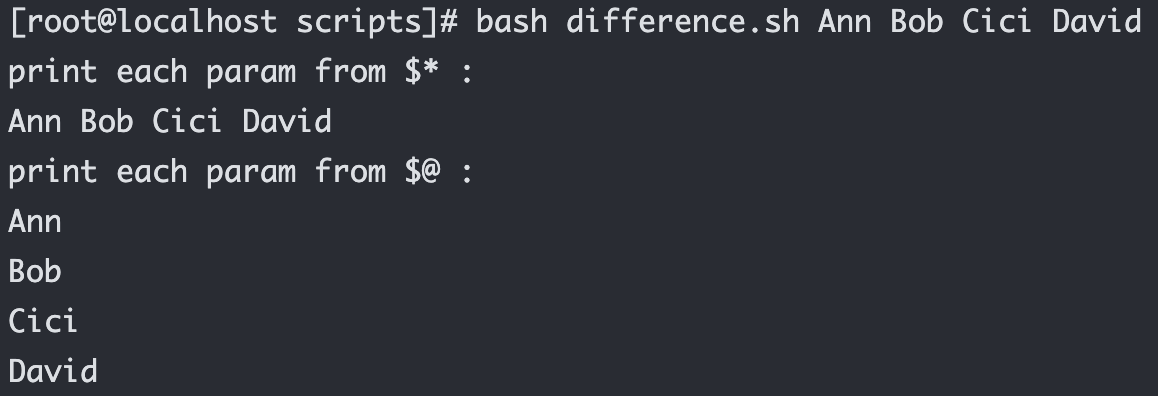 [root@localhost scripts]# bash difference.sh Ann Bob Cici David
print each param from $* :
Ann Bob Cici David
print each param from $@ :
Ann
Bob
Cici
David